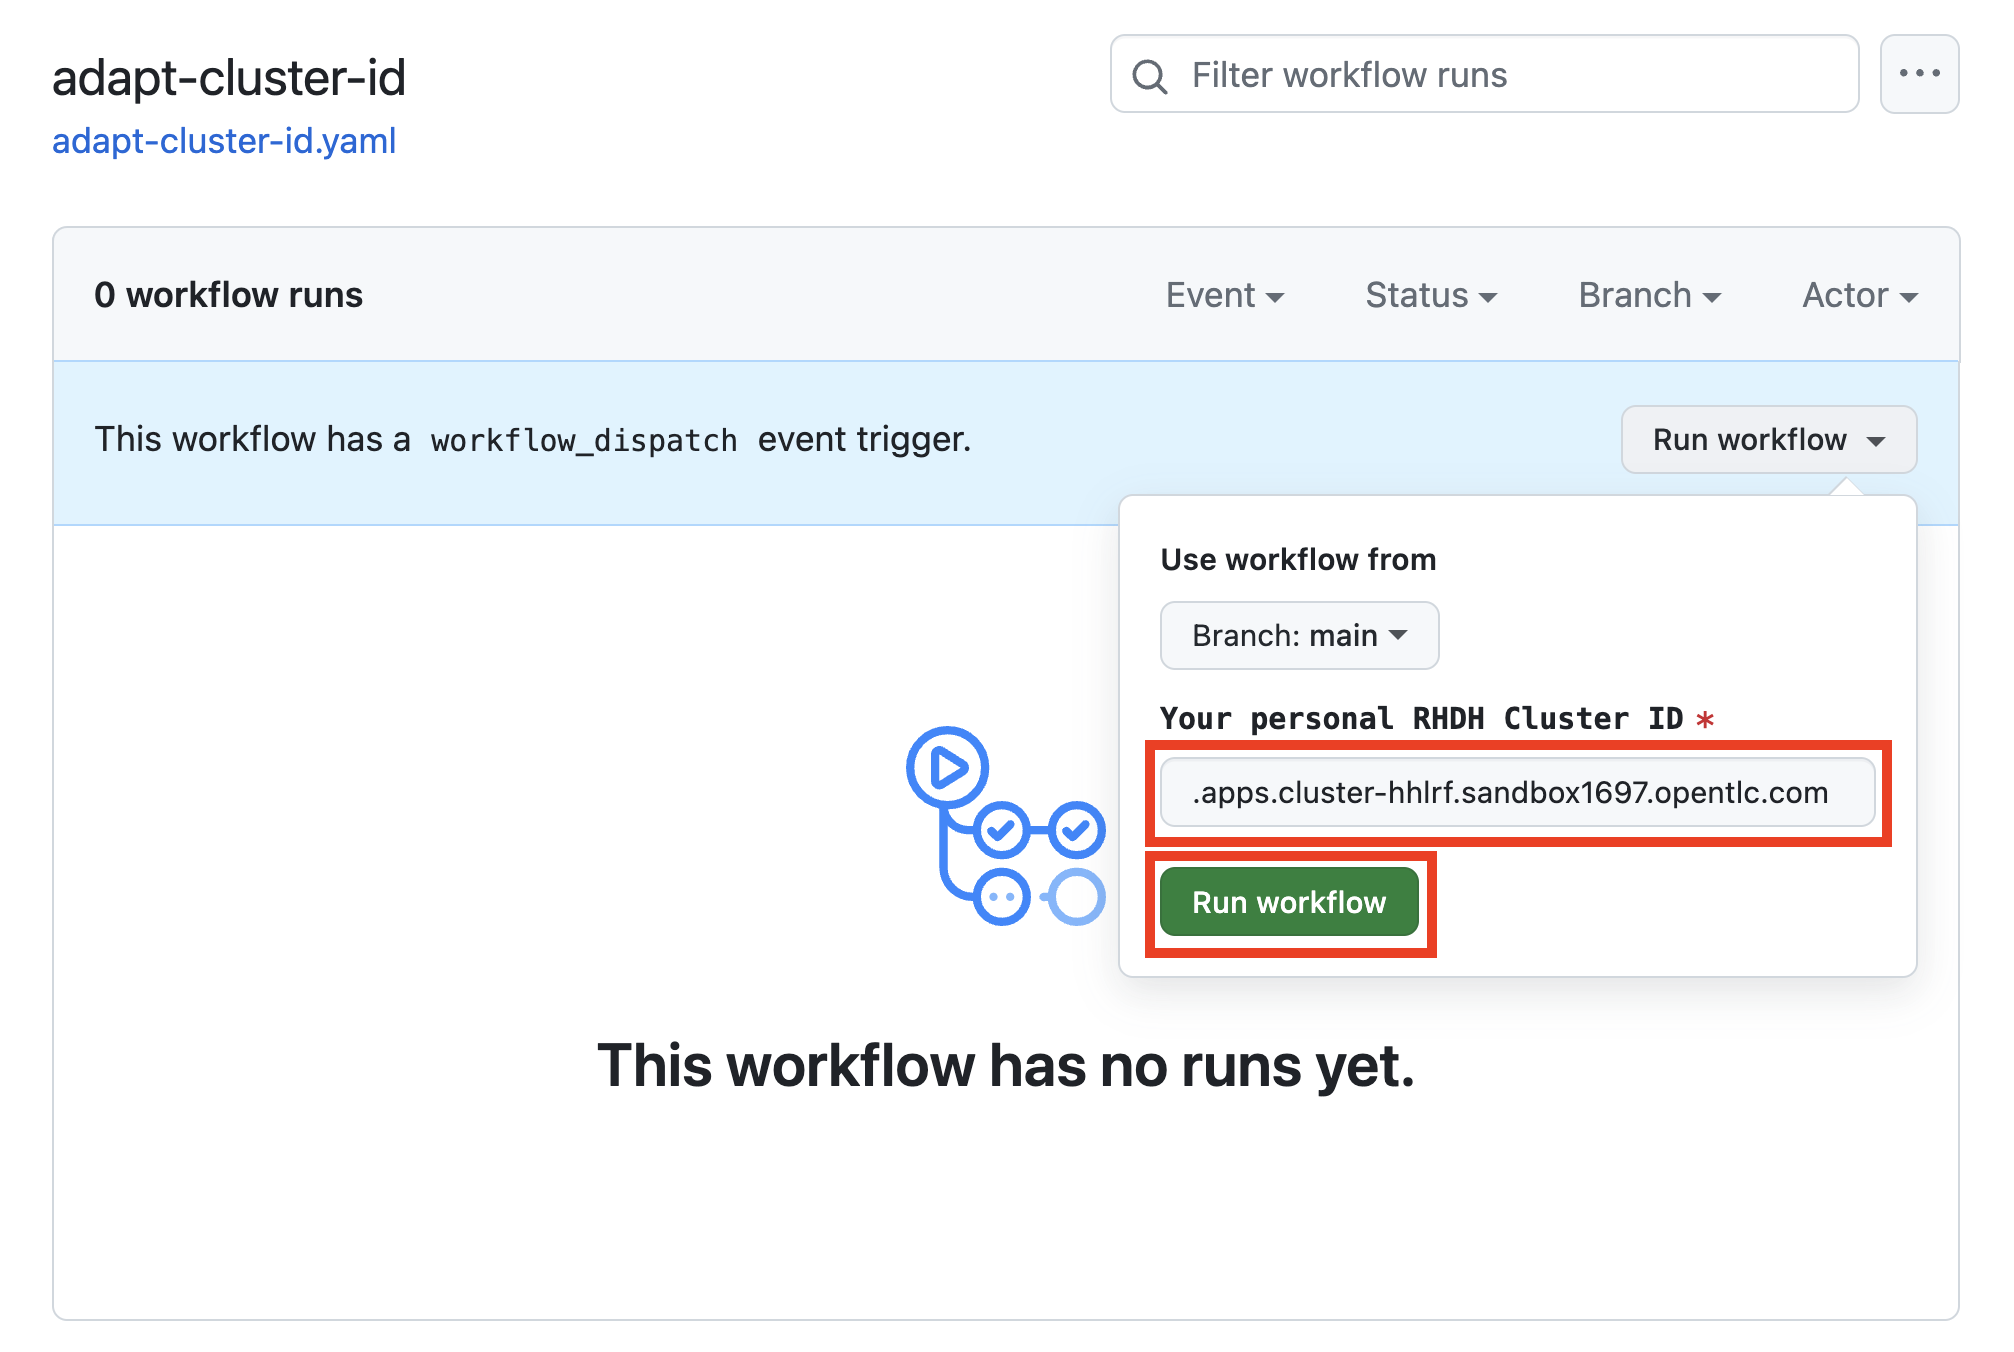 adapt-cluster-id
Filter workflow runs
adapt-cluster-id.yaml
0 workflow runs
Event
Status
Branch
Actor
This workflow has a workflow_dispatch event trigger.
Run workflow
Use workflow from
Branch: main
Your personal RHDH Cluster ID *
.apps.cluster-hhlrf.sandbox1697.opentlc.com
Run workflow
This workflow has no runs yet.